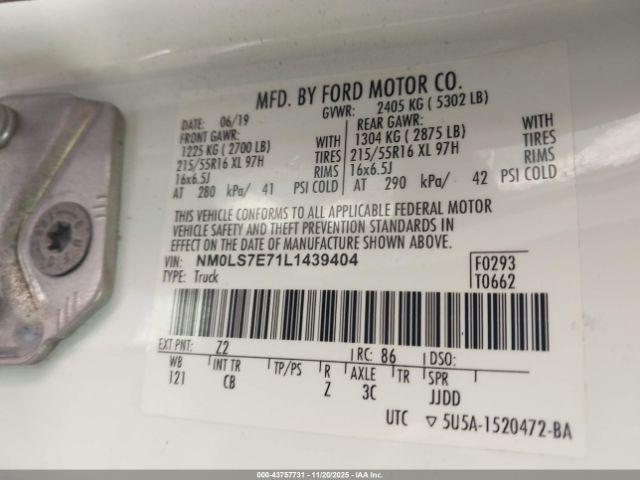 MFD. BY FORD MOTOR CO.
DATE: 06/19 GVWR: 2405 KG ( 5302 LB)
FRONT GAWR: REAR GAWR:
1225 KG ( 2700 LB) WITH 1304 KG ( 2875 LB) WITH
215/55R16 XL 97H TIRES 215/55R16 XL 97H TIRES
16x6.5J RIMS 16x6.5J RIMS
AT 280 kPa/ 41 PSI COLD AT 290 kPa/ 42 PSI COLD
THIS VEHICLE CONFORMS TO ALL APPLICABLE FEDERAL MOTOR
VEHICLE SAFETY AND THEFT PREVENTION STANDARDS IN
EFFECT ON THE DATE OF MANUFACTURE SHOWN ABOVE.
VIN: NM0LS7E71L1439404 F0293
TYPE: Truck T0662
EXT PNT: Z2 RC: 86 DSO:
WB INT TR TP/PS R AXLE TR SPR
121 CB Z 3C JJDD
UTC ▽ 5U5A-1520472-BA
000-43757731 - 11/20/2025 - IAAI.com